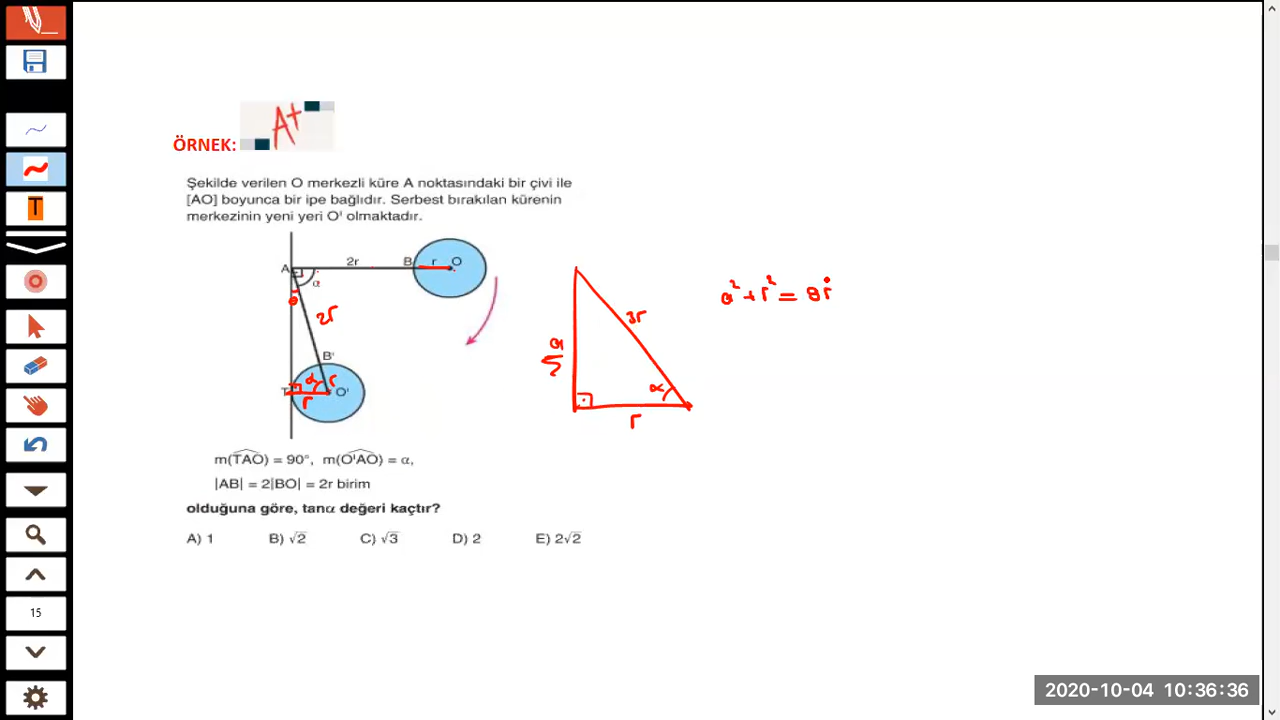 A+
ÖRNEK:
Şekilde verilen O merkezli küre A noktasındaki bir çivi ile
[AO] boyunca bir ipe bağlıdır. Serbest bırakılan kürenin
merkezinin yeni yeri O' olmaktadır.
A 2r B r O
α
θ
2r
B'
T α r O'
r
3r
a
α
r
a² + r² = 8r
m(TAO) = 90°, m(O'AO) = α,
|AB| = 2|BO| = 2r birim
olduğuna göre, tanα değeri kaçtır?
A) 1 B) √2 C) √3 D) 2 E) 2√2
T
15
2020-10-04 10:36:36